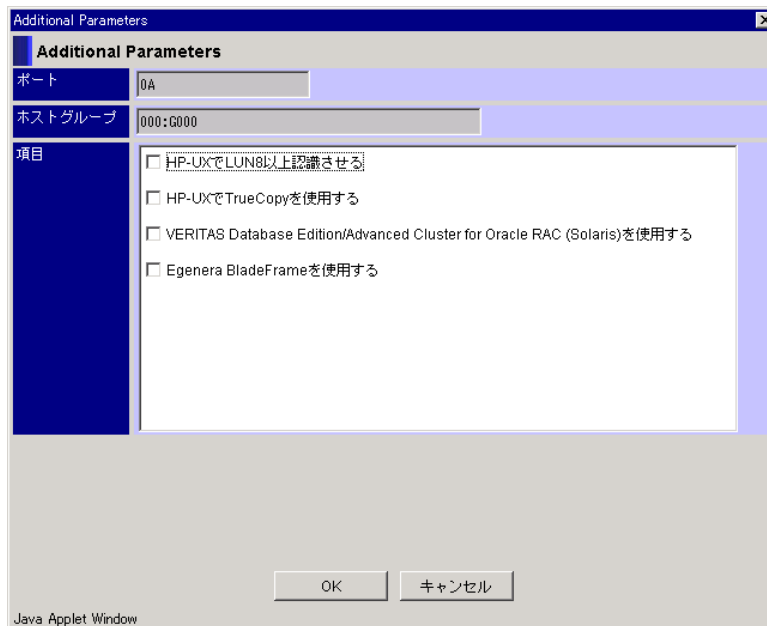 Additional Parameters
Additional Parameters
ポート
0A
ホストグループ
000:G000
項目
HP-UXでLUN8以上認識させる
HP-UXでTrueCopyを使用する
VERITAS Database Edition/Advanced Cluster for Oracle RAC (Solaris)を使用する
Egenera BladeFrameを使用する
OK
キャンセル
Java Applet Window